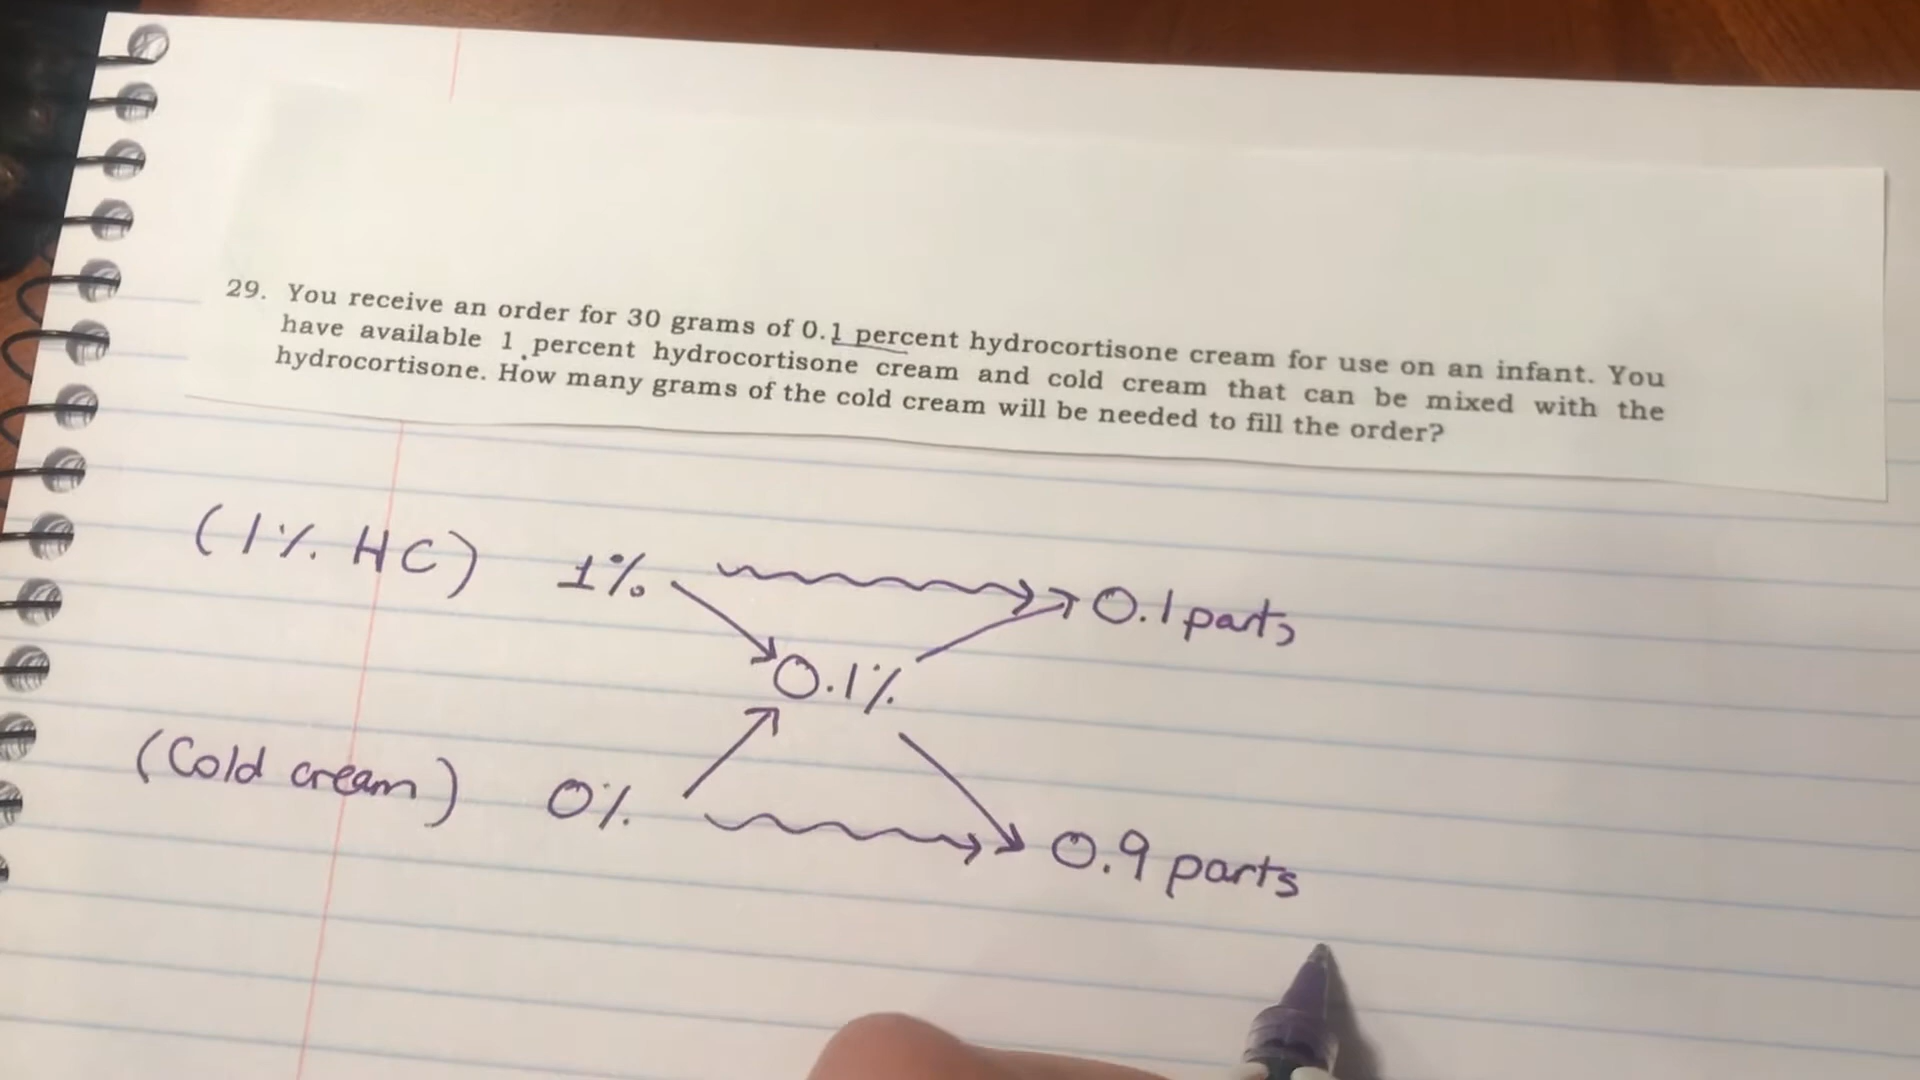 29. You receive an order for 30 grams of 0.1 percent hydrocortisone cream for use on an infant. You
have available 1 percent hydrocortisone cream and cold cream that can be mixed with the
hydrocortisone. How many grams of the cold cream will be needed to fill the order?
(1% HC) 1% 0.1 parts
0.1%
(Cold cream) 0% 0.9 parts